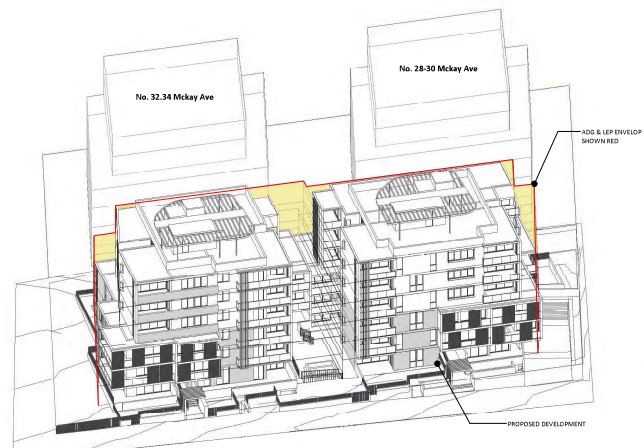 No. 28-30 Mckay Ave
No. 32.34 Mckay Ave
ADG & LEP ENVELOP
SHOWN RED
PROPOSED DEVELOPMENT